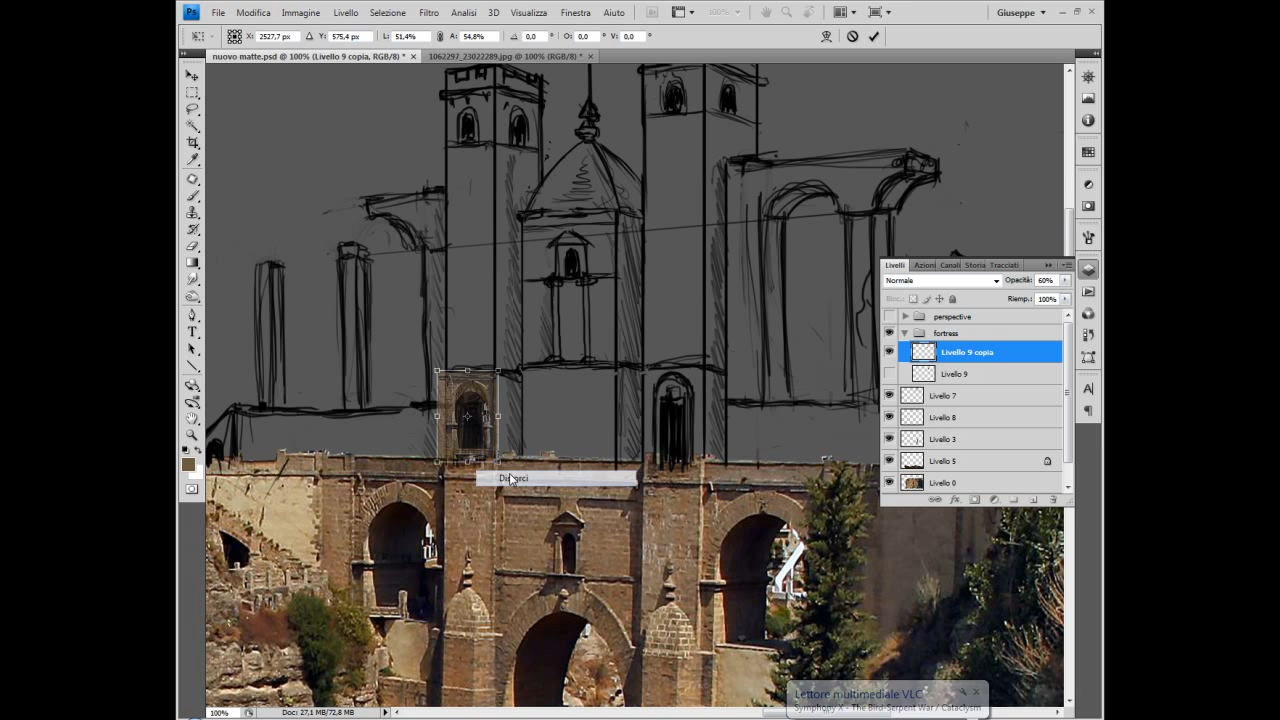 Ps File Modifica Immagine Livello Selezione Filtro Analisi 3D Visualizza Finestra Aiuto 100% Giuseppe
X: 2527,7 px Y: 575,4 px L: 51,4% A: 54,8% 0,0 ° O: 0,0 ° V: 0,0 °
nuovo matte.psd @ 100% (Livello 9 copia, RGB/8) * × 1062297_23022289.jpg @ 100% (RGB/8) * ×
Livelli Azioni Canali Storia Tracciati
Normale Opacità: 60%
Bloc.: Riemp.: 100%
perspective
fortress
Livello 9 copia
Livello 9
Livello 7
Livello 8
Livello 3
Livello 5
Livello 0
Distorci
Lettore multimediale VLC
Symphony X - The Bird-Serpent War / Cataclysm
100% Doc: 27,1 MB/72,8 MB